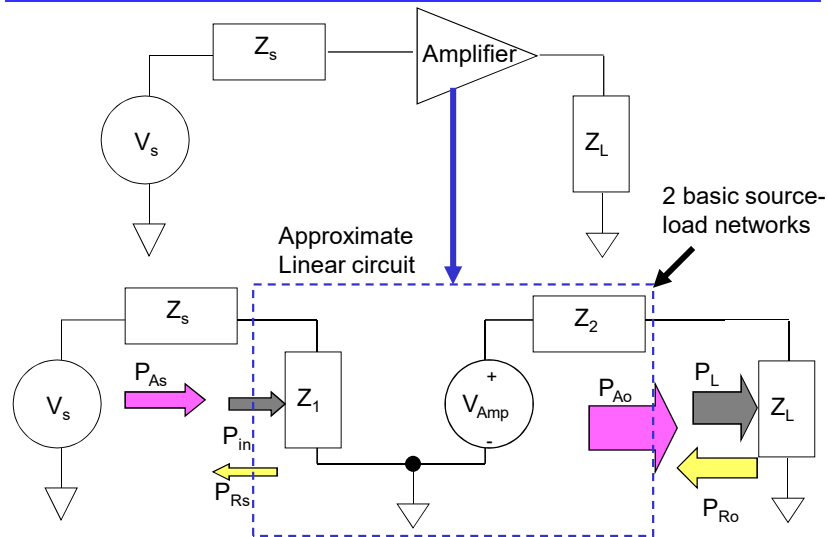 Zs
Amplifier
Vs
ZL
2 basic source-
load networks
Approximate
Linear circuit
Zs
Z2
PAs
PAo
PL
Vs
Z1
+
VAmp
-
ZL
Pin
PRs
PRo